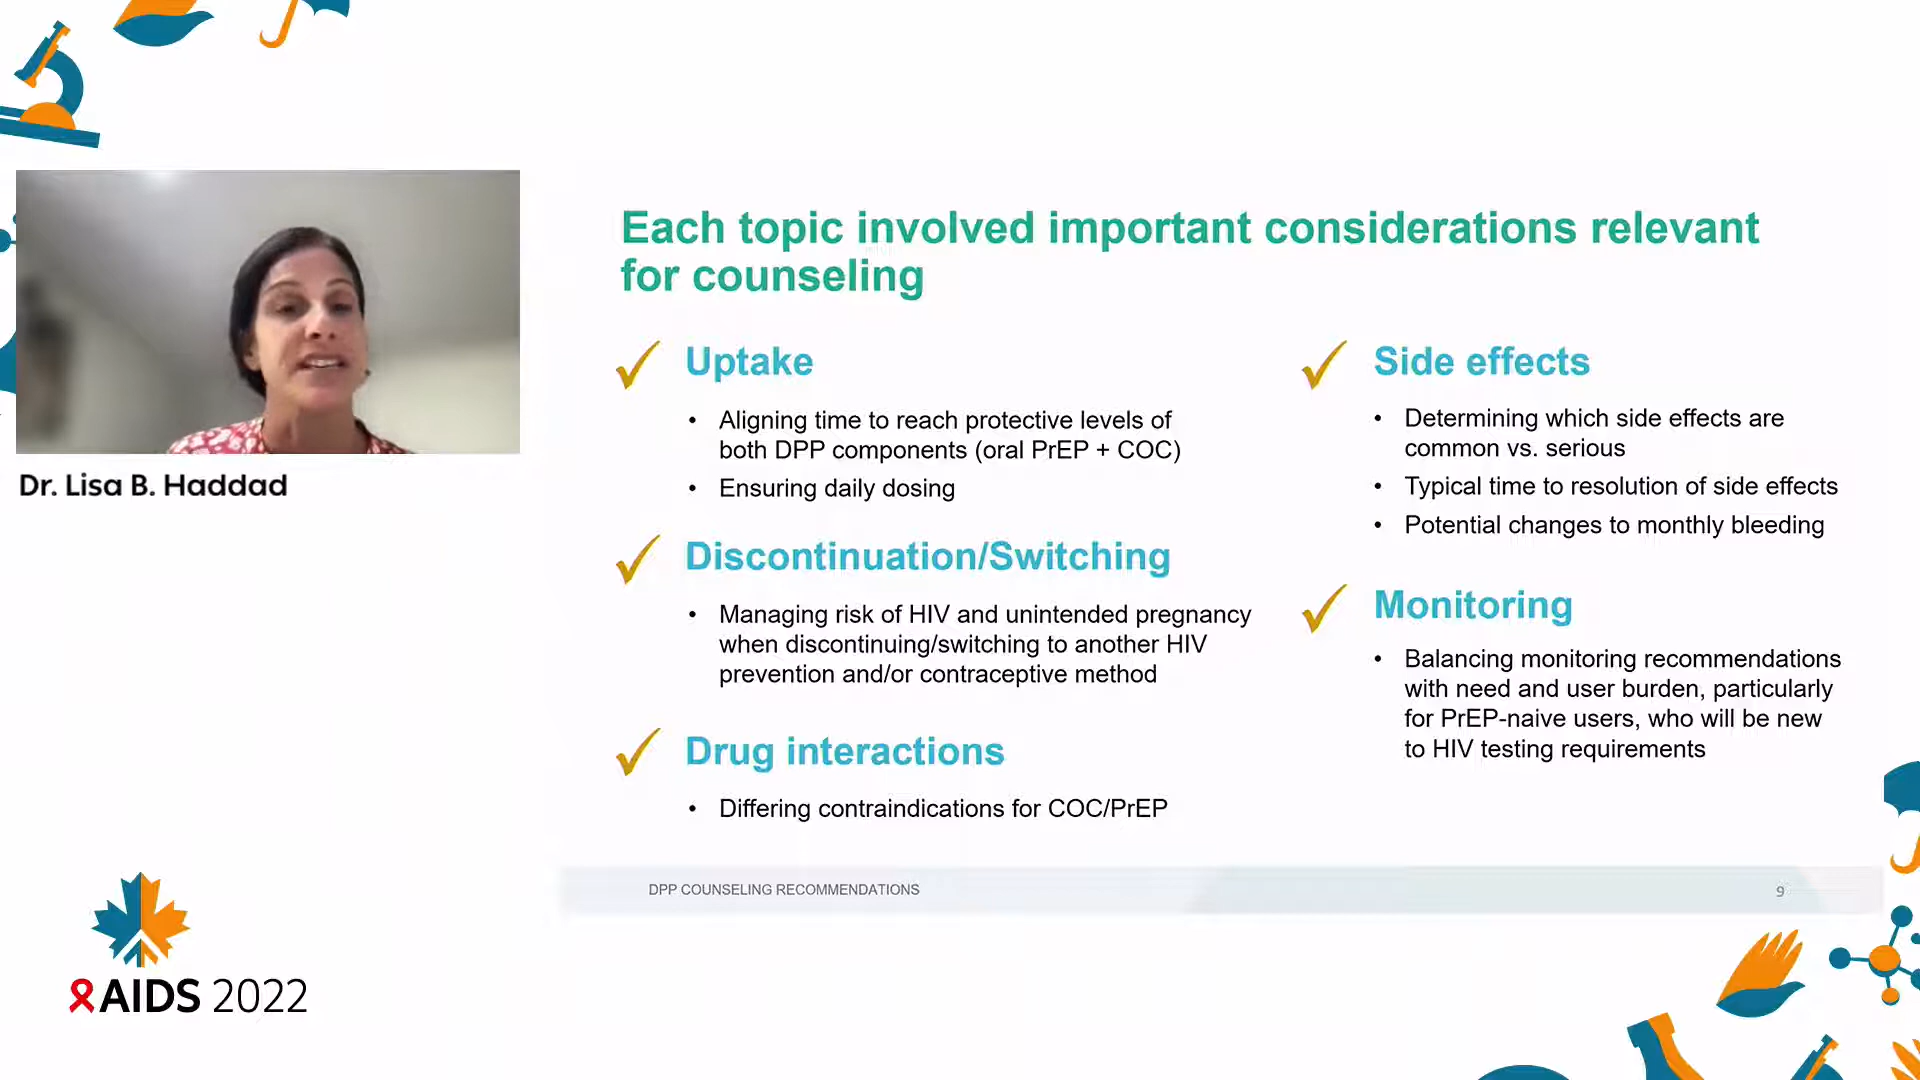 Each topic involved important considerations relevant
for counseling
Uptake
• Aligning time to reach protective levels of
both DPP components (oral PrEP + COC)
• Ensuring daily dosing
Discontinuation/Switching
• Managing risk of HIV and unintended pregnancy
when discontinuing/switching to another HIV
prevention and/or contraceptive method
Drug interactions
• Differing contraindications for COC/PrEP
Side effects
• Determining which side effects are
common vs. serious
• Typical time to resolution of side effects
• Potential changes to monthly bleeding
Monitoring
• Balancing monitoring recommendations
with need and user burden, particularly
for PrEP-naive users, who will be new
to HIV testing requirements
DPP COUNSELING RECOMMENDATIONS
9
Dr. Lisa B. Haddad
AIDS 2022